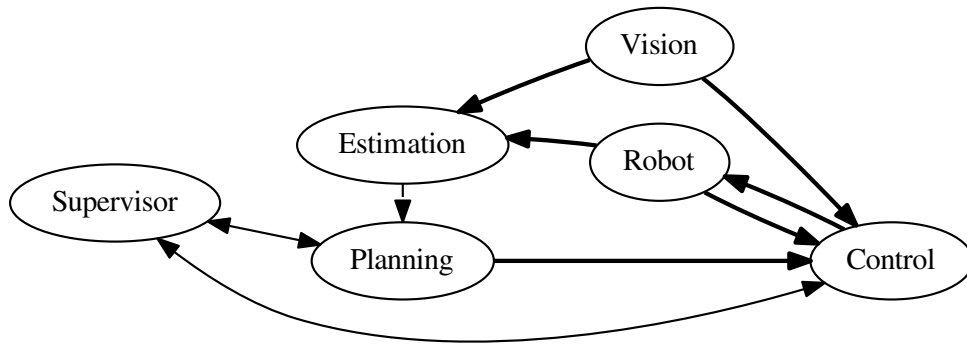 Vision
Estimation
Robot
Supervisor
Planning
Control